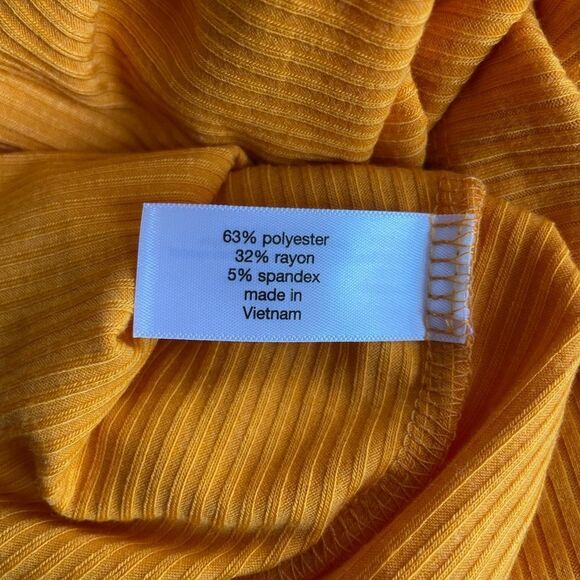 63% polyester
32% rayon
5% spandex
made in
Vietnam